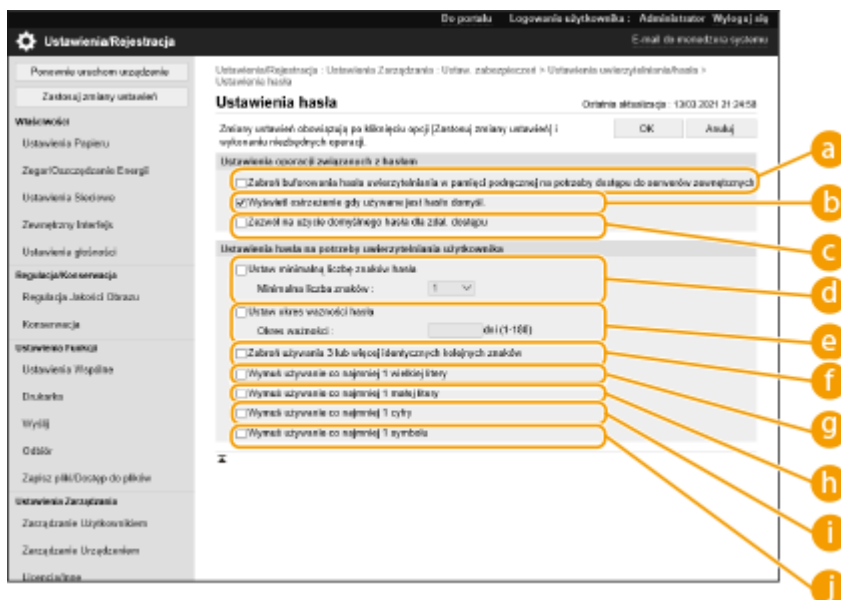 Do portalu Logowanie użytkownika : Administrator Wyloguj się
Ustawienia/Rejestracja
E-mail do menedżera systemu
Ponownie uruchom urządzenie
Zastosuj zmiany ustawień
Właściwości
Ustawienia Papieru
Zegar/Oszczędzanie Energii
Ustawienia Sieciowe
Zewnętrzny Interfejs
Ustawienia głośności
Regulacja/Konserwacja
Regulacja Jakości Obrazu
Konserwacja
Ustawienia Funkcji
Ustawienia Wspólne
Drukarka
Wyślij
Odbiór
Zapisz pliki/Dostęp do plików
Ustawienia Zarządzania
Zarządzanie Użytkownikiem
Zarządzanie Urządzeniem
Licencja/Inne
Ustawienia/Rejestracja : Ustawienia Zarządzania : Ustaw. zabezpieczeń > Ustawienia uwierzytelniania/hasła >
Ustawienia hasła
Ustawienia hasła
Ostatnia aktualizacja : 13/03 2021 21:24:58
Zmiany ustawień obowiązują po kliknięciu opcji [Zastosuj zmiany ustawień] i
wykonaniu niezbędnych operacji.
OK
Anuluj
Ustawienia operacji związanych z hasłem
Zabroń buforowania hasła uwierzytelniania w pamięci podręcznej na potrzeby dostępu do serwerów zewnętrznych
a
Wyświetl ostrzeżenie gdy używane jest hasło domyśl.
b
Zezwól na użycie domyślnego hasła dla zdal. dostępu
c
Ustawienia hasła na potrzeby uwierzytelniania użytkownika
Ustaw minimalną liczbę znaków hasła
Minimalna liczba znaków : 1
d
Ustaw okres ważności hasła
Okres ważności : dni (1-180)
e
Zabroń używania 3 lub więcej identycznych kolejnych znaków
f
Wymuś używanie co najmniej 1 wielkiej litery
g
Wymuś używanie co najmniej 1 małej litery
h
Wymuś używanie co najmniej 1 cyfry
i
Wymuś używanie co najmniej 1 symbolu
j